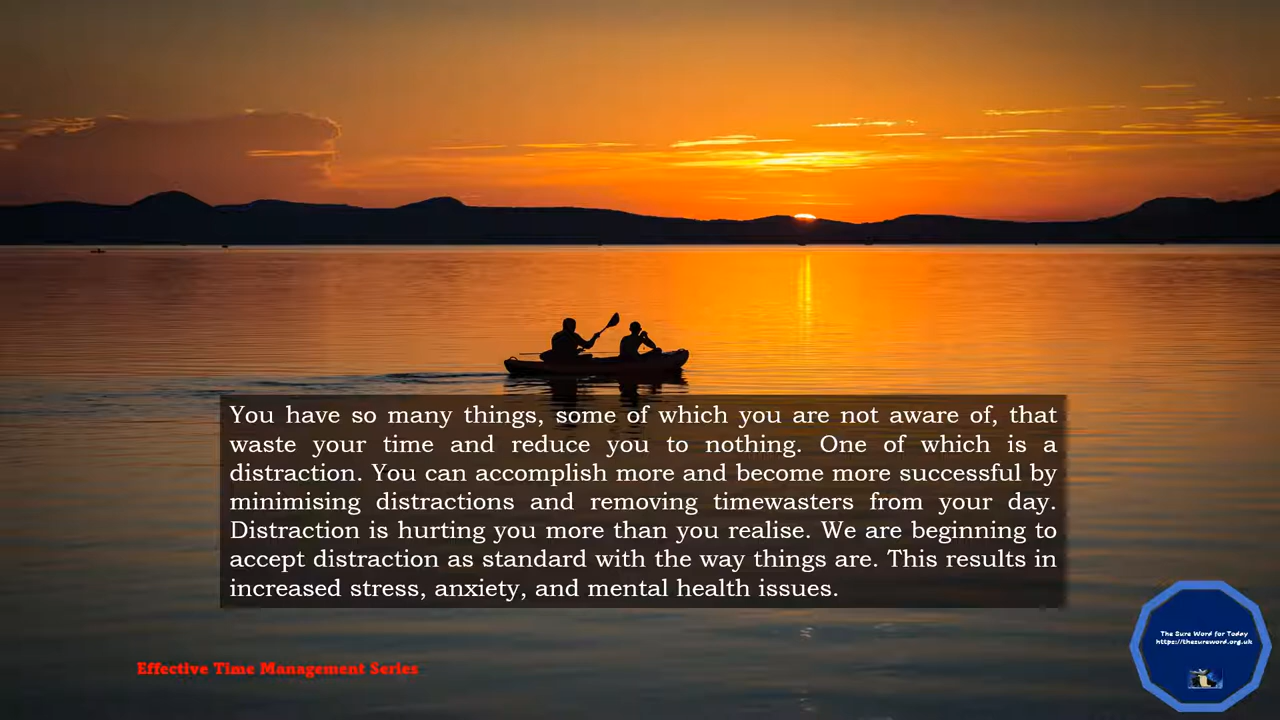 You have so many things, some of which you are not aware of, that
waste your time and reduce you to nothing. One of which is a
distraction. You can accomplish more and become more successful by
minimising distractions and removing timewasters from your day.
Distraction is hurting you more than you realise. We are beginning to
accept distraction as standard with the way things are. This results in
increased stress, anxiety, and mental health issues.
The Sure Word for Today
https://thesureword.org.uk
Effective Time Management Series